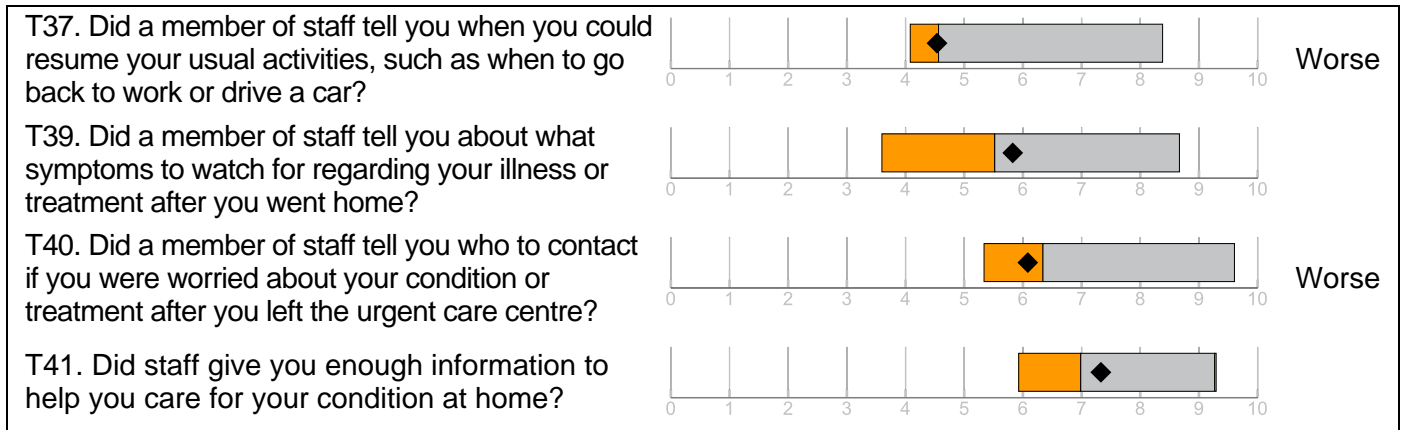 T37. Did a member of staff tell you when you could
resume your usual activities, such as when to go
back to work or drive a car?
0 1 2 3 4 5 6 7 8 9 10
Worse
T39. Did a member of staff tell you about what
symptoms to watch for regarding your illness or
treatment after you went home?
0 1 2 3 4 5 6 7 8 9 10
T40. Did a member of staff tell you who to contact
if you were worried about your condition or
treatment after you left the urgent care centre?
0 1 2 3 4 5 6 7 8 9 10
Worse
T41. Did staff give you enough information to
help you care for your condition at home?
0 1 2 3 4 5 6 7 8 9 10